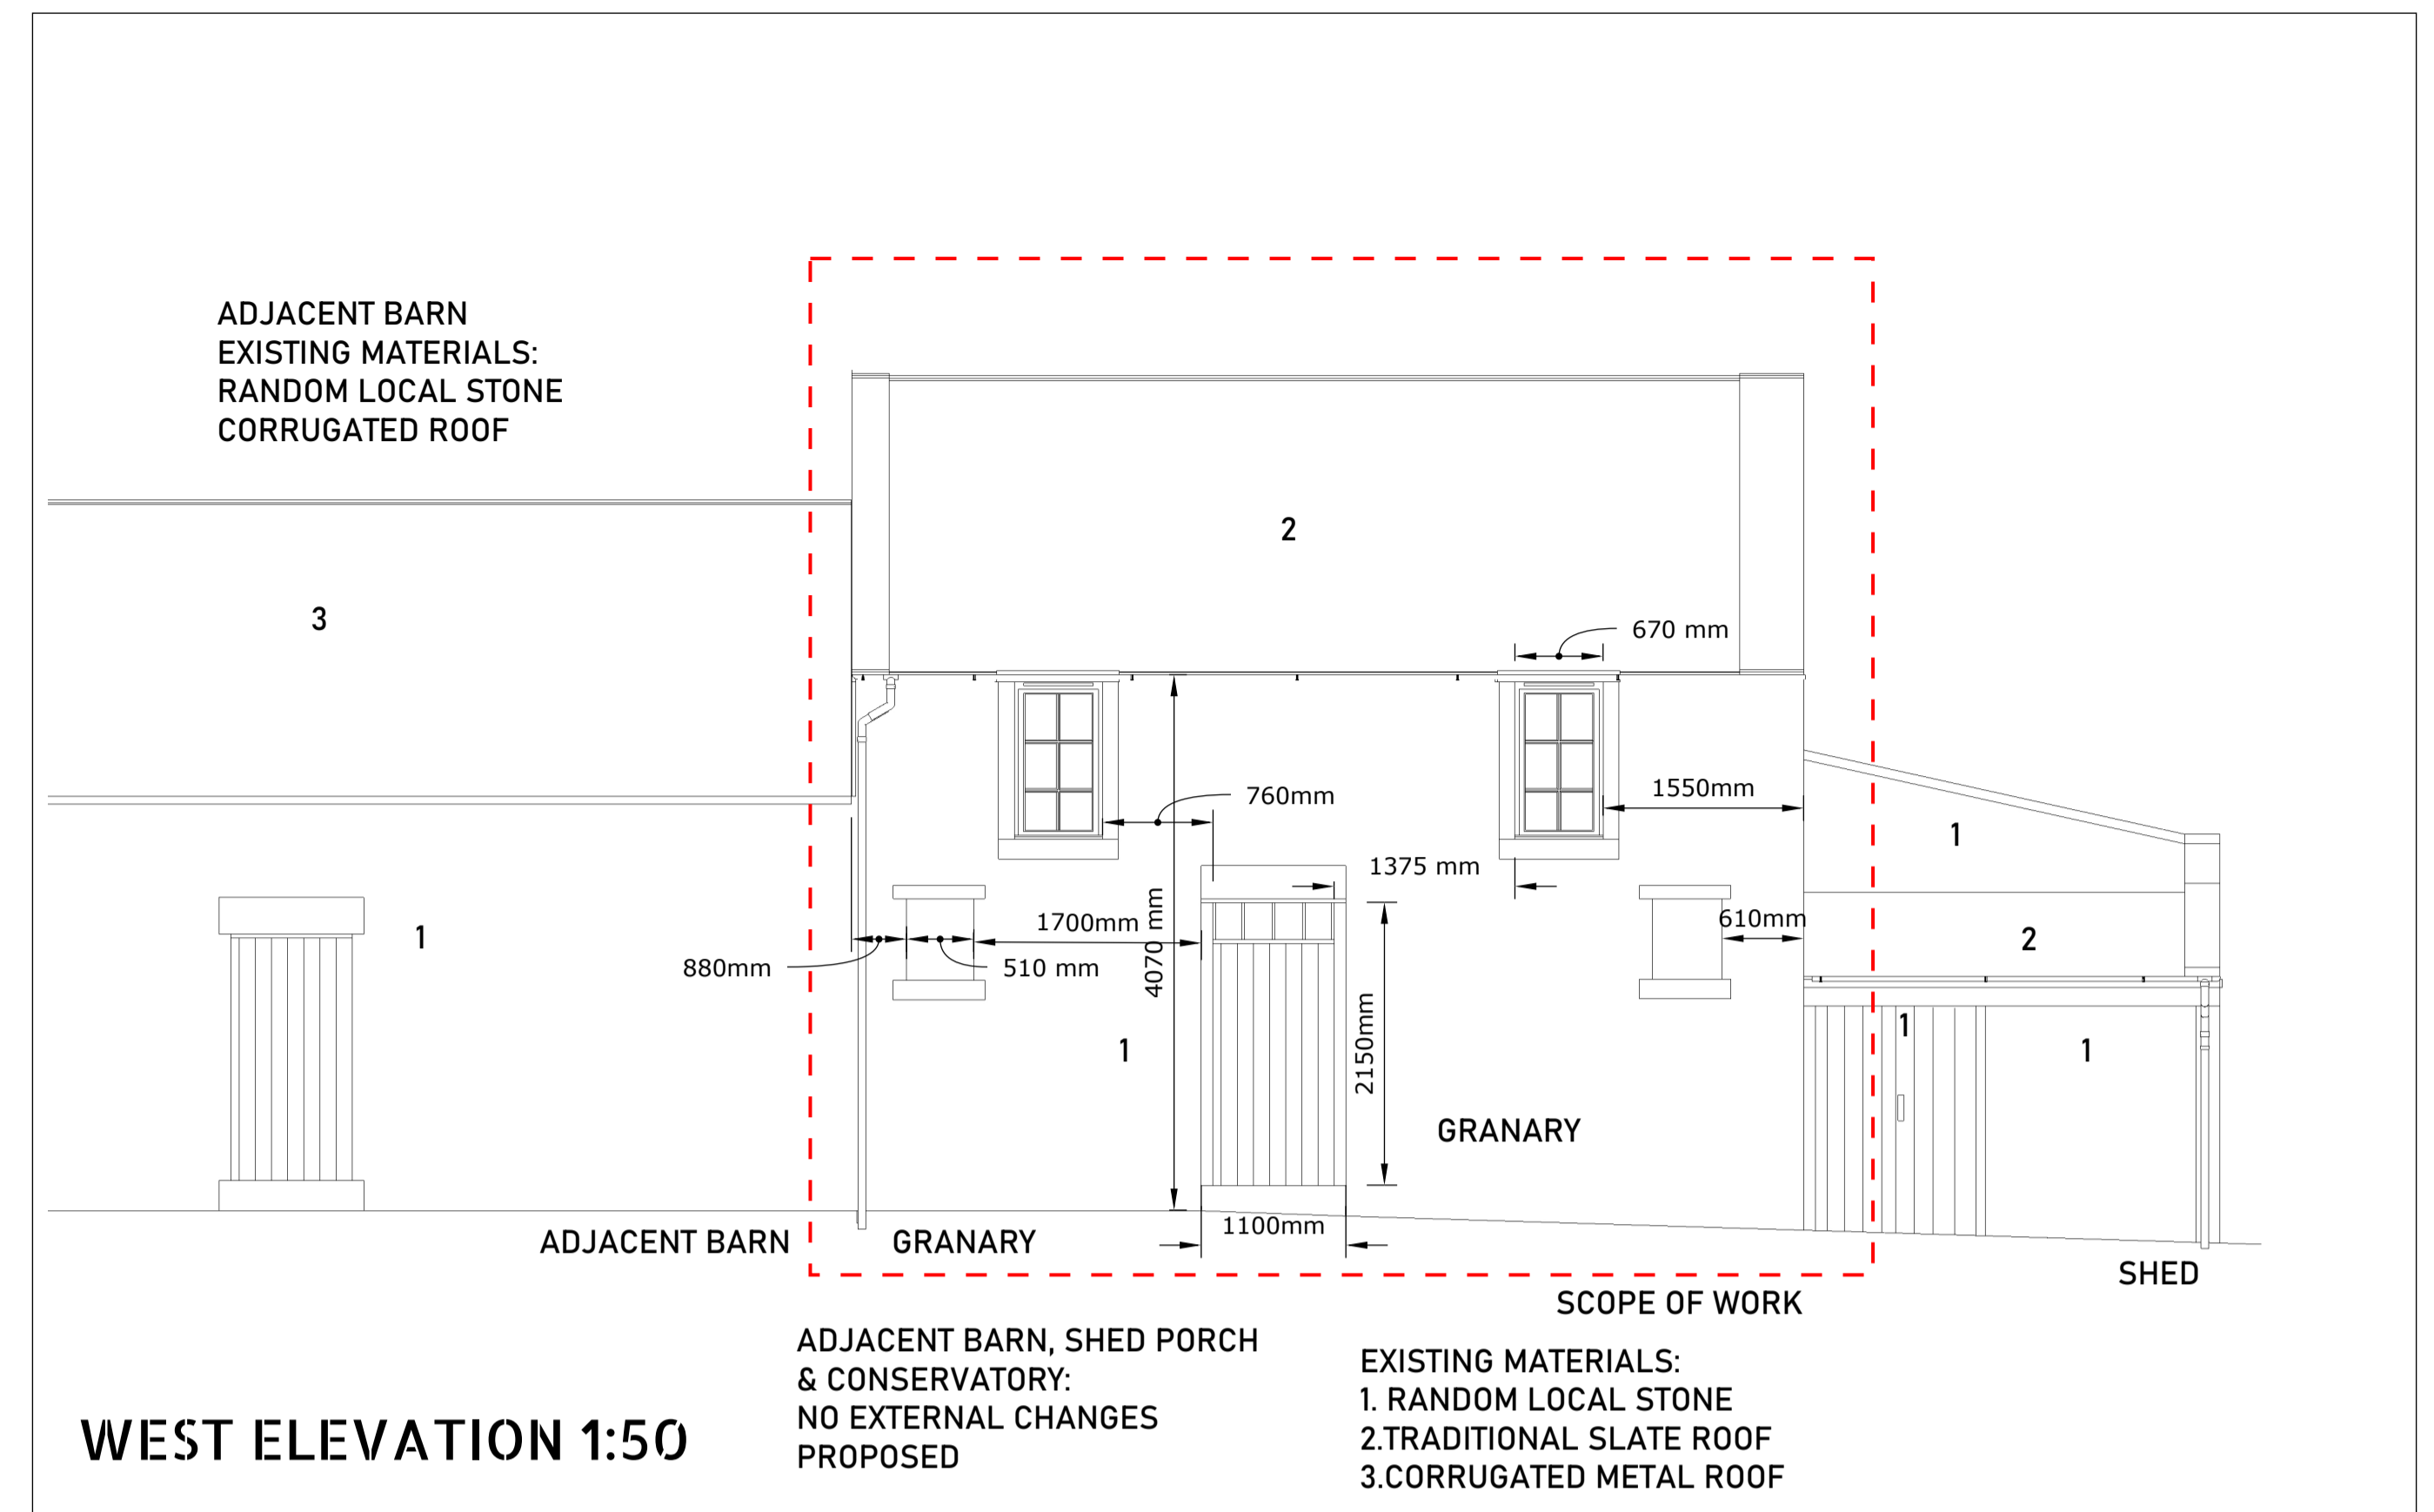 ADJACENT BARN
EXISTING MATERIALS:
RANDOM LOCAL STONE
CORRUGATED ROOF
2
3
670 mm
760mm
1550mm
1
1375 mm
1
1700mm
610mm
2
880mm
510 mm
4070 mm
1
2150mm
1
1
GRANARY
1100mm
ADJACENT BARN
GRANARY
SHED
SCOPE OF WORK
ADJACENT BARN, SHED PORCH
& CONSERVATORY:
NO EXTERNAL CHANGES
PROPOSED
EXISTING MATERIALS:
1. RANDOM LOCAL STONE
2.TRADITIONAL SLATE ROOF
3.CORRUGATED METAL ROOF
WEST ELEVATION 1:50